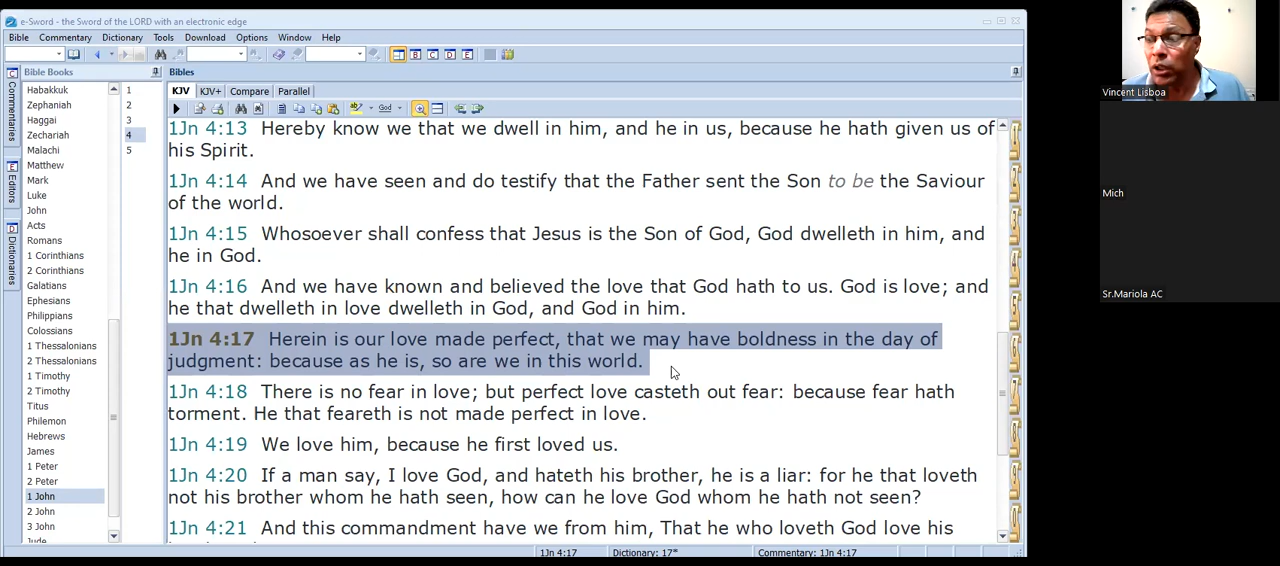 e-Sword - the Sword of the LORD with an electronic edge
Bible Commentary Dictionary Tools Download Options Window Help
B C D E
Bible Books
Bibles
KJV KJV+ Compare Parallel
God
C Commentaries
E Editors
D Dictionaries
Habakkuk
Zephaniah
Haggai
Zechariah
Malachi
Matthew
Mark
Luke
John
Acts
Romans
1 Corinthians
2 Corinthians
Galatians
Ephesians
Philippians
Colossians
1 Thessalonians
2 Thessalonians
1 Timothy
2 Timothy
Titus
Philemon
Hebrews
James
1 Peter
2 Peter
1 John
2 John
3 John
Jude
1
2
3
4
5
1Jn 4:13 Hereby know we that we dwell in him, and he in us, because he hath given us of
his Spirit.
1Jn 4:14 And we have seen and do testify that the Father sent the Son to be the Saviour
of the world.
1Jn 4:15 Whosoever shall confess that Jesus is the Son of God, God dwelleth in him, and
he in God.
1Jn 4:16 And we have known and believed the love that God hath to us. God is love; and
he that dwelleth in love dwelleth in God, and God in him.
1Jn 4:17 Herein is our love made perfect, that we may have boldness in the day of
judgment: because as he is, so are we in this world.
1Jn 4:18 There is no fear in love; but perfect love casteth out fear: because fear hath
torment. He that feareth is not made perfect in love.
1Jn 4:19 We love him, because he first loved us.
1Jn 4:20 If a man say, I love God, and hateth his brother, he is a liar: for he that loveth
not his brother whom he hath seen, how can he love God whom he hath not seen?
1Jn 4:21 And this commandment have we from him, That he who loveth God love his
1Jn 4:17 Dictionary: 17* Commentary: 1Jn 4:17
Vincent Lisboa
Mich
Sr.Mariola AC